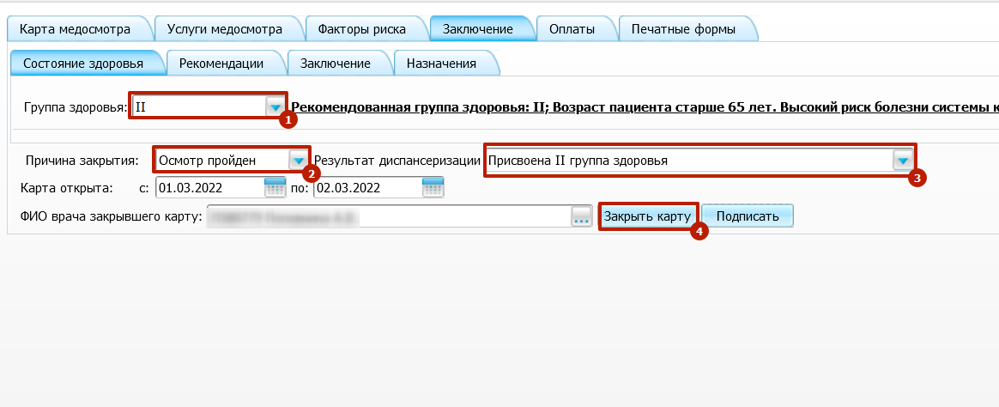 Карта медосмотра Услуги медосмотра Факторы риска Заключение Оплаты Печатные формы
Состояние здоровья Рекомендации Заключение Назначения
Группа здоровья: II Рекомендованная группа здоровья: II; Возраст пациента старше 65 лет. Высокий риск болезни системы к
1
Причина закрытия: Осмотр пройден Результат диспансеризации Присвоена II группа здоровья
2 3
Карта открыта: с: 01.03.2022 по: 02.03.2022
ФИО врача закрывшего карту: ... Закрыть карту Подписать
4